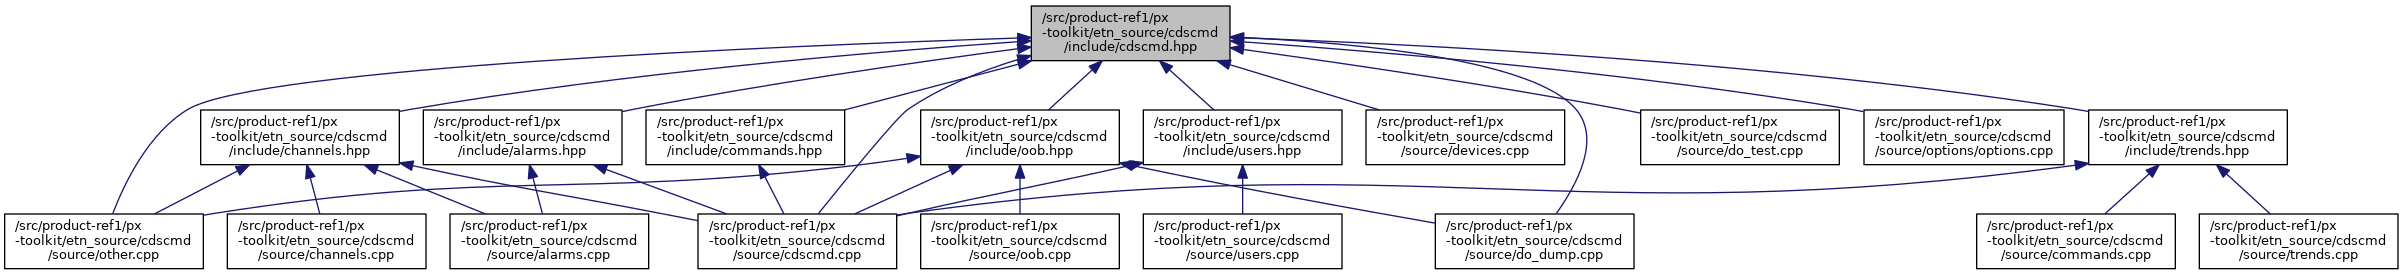 /src/product-ref1/px
-toolkit/etn_source/cdscmd
/include/cdscmd.hpp
/src/product-ref1/px
-toolkit/etn_source/cdscmd
/include/channels.hpp
/src/product-ref1/px
-toolkit/etn_source/cdscmd
/include/alarms.hpp
/src/product-ref1/px
-toolkit/etn_source/cdscmd
/include/commands.hpp
/src/product-ref1/px
-toolkit/etn_source/cdscmd
/include/oob.hpp
/src/product-ref1/px
-toolkit/etn_source/cdscmd
/include/users.hpp
/src/product-ref1/px
-toolkit/etn_source/cdscmd
/source/devices.cpp
/src/product-ref1/px
-toolkit/etn_source/cdscmd
/source/do_test.cpp
/src/product-ref1/px
-toolkit/etn_source/cdscmd
/source/options/options.cpp
/src/product-ref1/px
-toolkit/etn_source/cdscmd
/include/trends.hpp
/src/product-ref1/px
-toolkit/etn_source/cdscmd
/source/other.cpp
/src/product-ref1/px
-toolkit/etn_source/cdscmd
/source/channels.cpp
/src/product-ref1/px
-toolkit/etn_source/cdscmd
/source/alarms.cpp
/src/product-ref1/px
-toolkit/etn_source/cdscmd
/source/cdscmd.cpp
/src/product-ref1/px
-toolkit/etn_source/cdscmd
/source/oob.cpp
/src/product-ref1/px
-toolkit/etn_source/cdscmd
/source/users.cpp
/src/product-ref1/px
-toolkit/etn_source/cdscmd
/source/do_dump.cpp
/src/product-ref1/px
-toolkit/etn_source/cdscmd
/source/commands.cpp
/src/product-ref1/px
-toolkit/etn_source/cdscmd
/source/trends.cpp